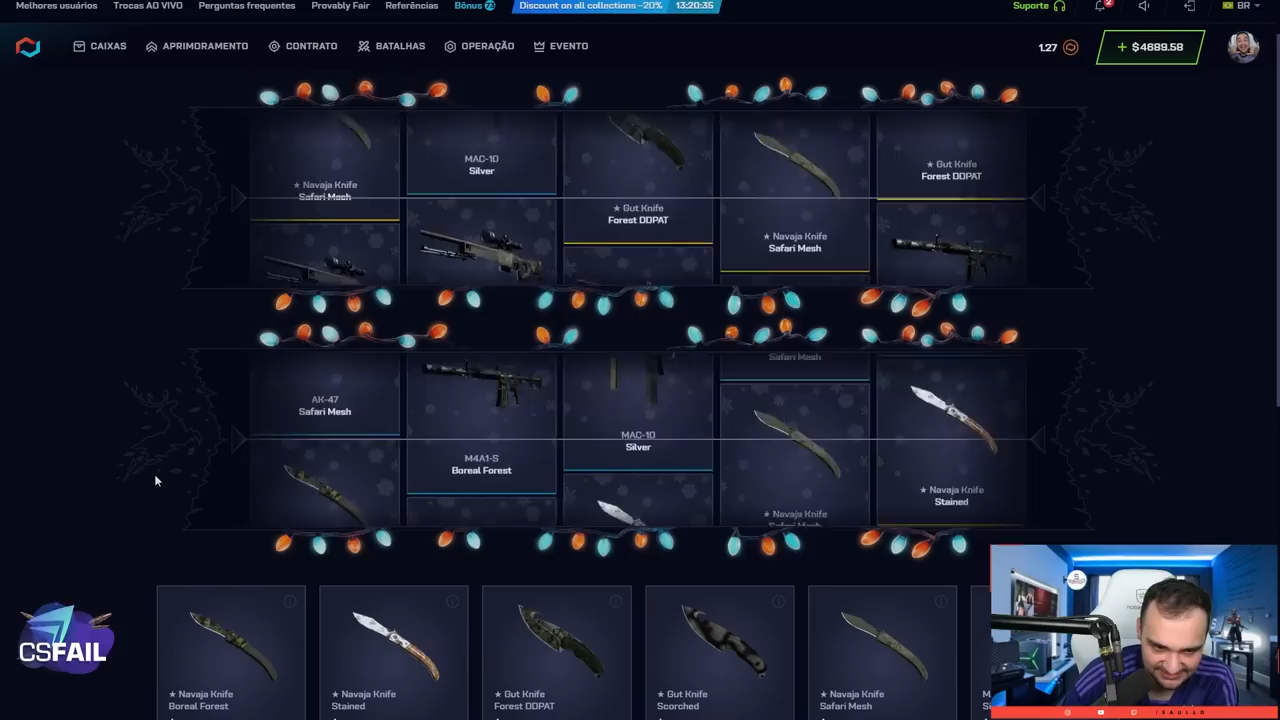 Melhores usuários Trocas AO VIVO Perguntas frequentes Provably Fair Referências Bônus Discount on all collections -20% 13:20:35 Suporte 2 BR
CAIXAS APRIMORAMENTO CONTRATO BATALHAS OPERAÇÃO EVENTO 1.27 + $4889.58
★ Navaja Knife
Safari Mesh
MAC-10
Silver
★ Gut Knife
Forest DDPAT
★ Navaja Knife
Safari Mesh
★ Gut Knife
Forest DDPAT
AK-47
Safari Mesh
M4A1-S
Boreal Forest
MAC-10
Silver
Safari Mesh
★ Navaja Knife
Safari Mesh
★ Navaja Knife
Stained
CSFAIL
★ Navaja Knife
Boreal Forest
★ Navaja Knife
Stained
★ Gut Knife
Forest DDPAT
★ Gut Knife
Scorched
★ Navaja Knife
Safari Mesh